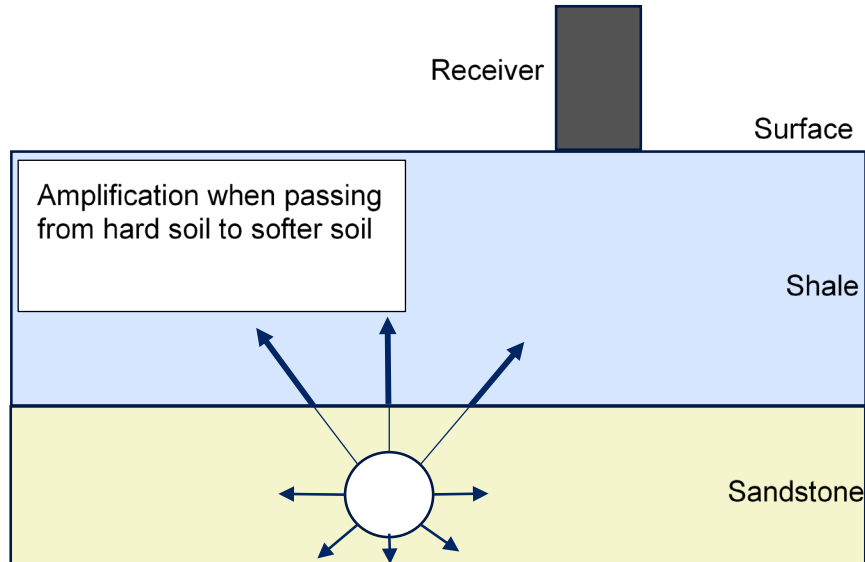 Receiver
Surface
Amplification when passing
from hard soil to softer soil
Shale
Sandstone